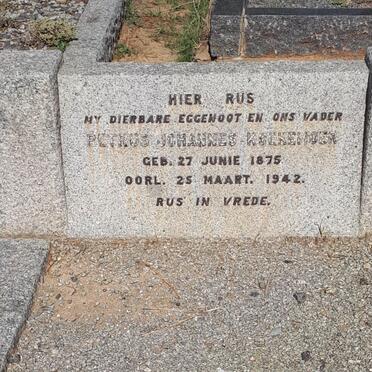 HIER RUS
MY DIERBARE EGGENOOT EN ONS VADER
PETRUS JOHANNES KOEKEMOER
GEB. 27 JUNIE 1875
OORL. 25 MAART. 1942.
RUS IN VREDE.